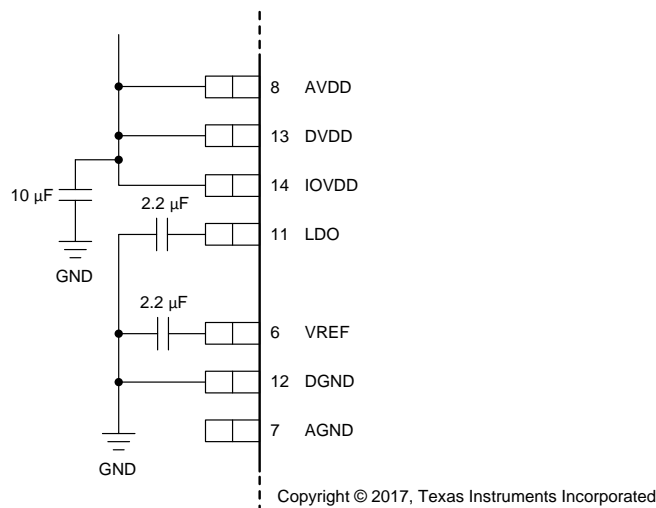 8 AVDD
13 DVDD
14 IOVDD
10 µF
2.2 µF
11 LDO
GND
2.2 µF
6 VREF
12 DGND
7 AGND
GND
Copyright © 2017, Texas Instruments Incorporated